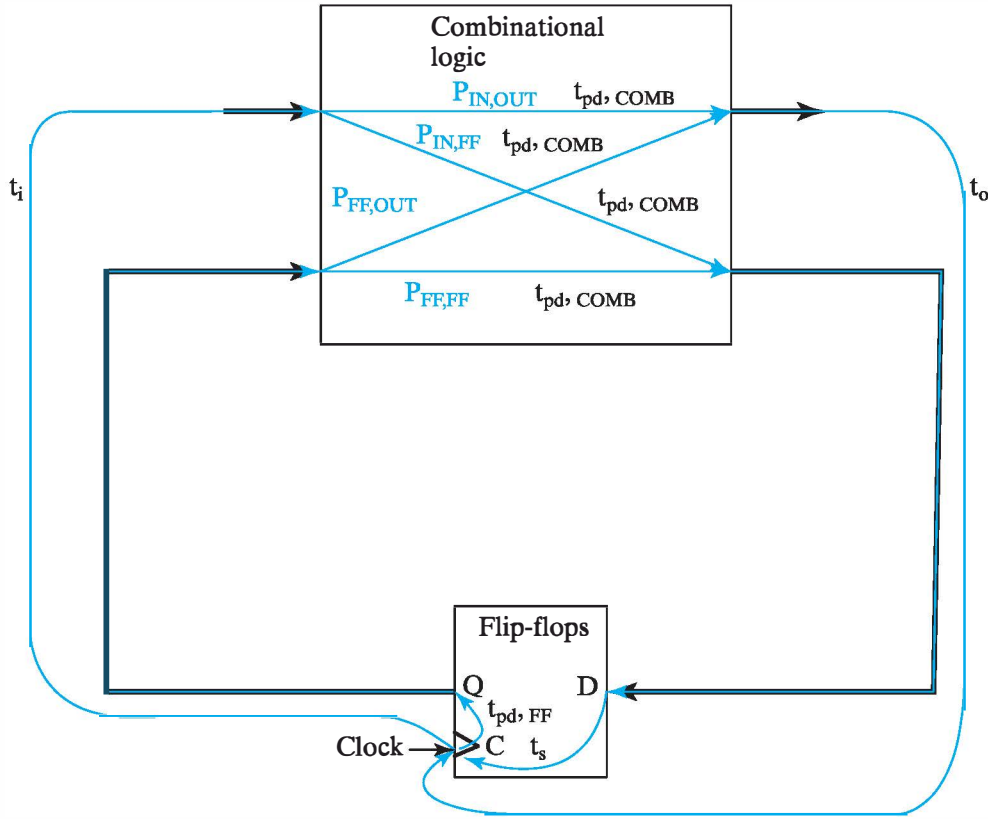 Combinational
logic
P_IN,OUT t_pd, COMB
P_IN,FF t_pd, COMB
t_i
P_FF,OUT t_pd, COMB
t_o
P_FF,FF t_pd, COMB
Flip-flops
Q D
t_pd, FF
Clock C t_s